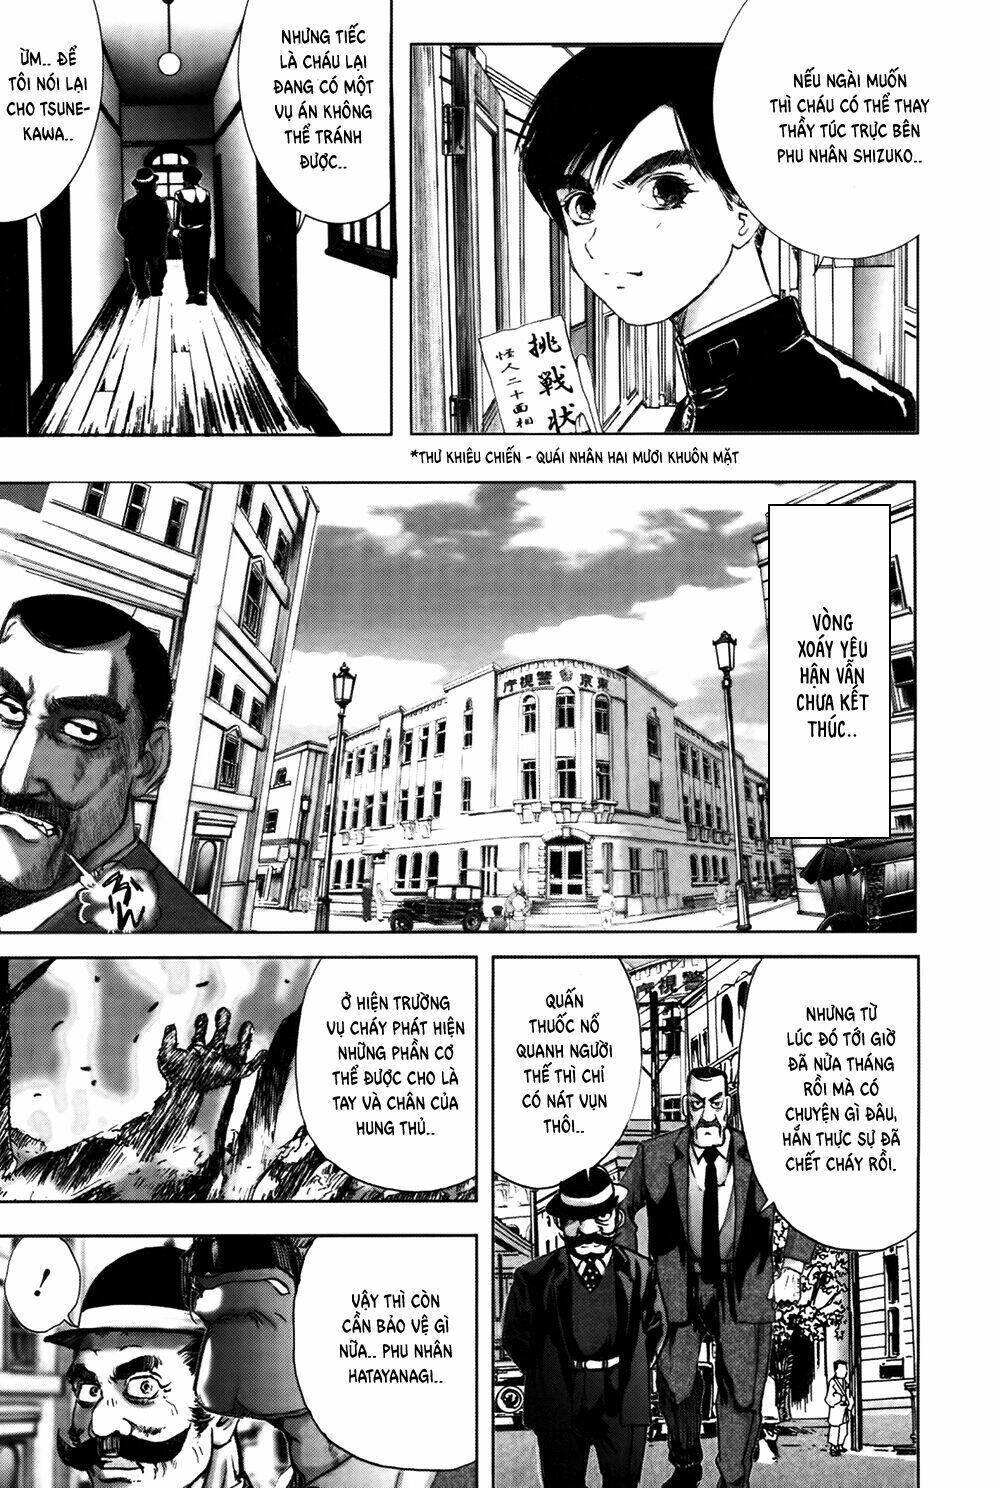 NẾU NGÀI MUỐN
THÌ CHÁU CÓ THỂ THAY
THẦY TÚC TRỰC BÊN
PHU NHÂN SHIZUKO..
NHƯNG TIẾC
LÀ CHÁU LẠI
ĐANG CÓ MỘT
VỤ ÁN KHÔNG
THỂ TRÁNH
ĐƯỢC..
ỪM.. ĐỂ
TÔI NÓI LẠI
CHO TSUNE-
KAWA..
挑戦状
怪人二十面相
*THƯ KHIÊU CHIẾN - QUÁI NHÂN HAI MƯƠI KHUÔN MẶT
VÒNG
XOÁY YÊU
HẬN VẪN
CHƯA KẾT
THÚC..
庁視警 京東
ぶん
NHƯNG TỪ
LÚC ĐÓ TỚI GIỜ
ĐÃ NỬA THÁNG
RỒI MÀ CÓ
CHUYỆN GÌ ĐÂU,
HẮN THỰC SỰ ĐÃ
CHẾT CHÁY RỒI.
庁視警
QUẤN
THUỐC NỔ
QUANH NGƯỜI
THẾ THÌ CHỈ
CÓ NÁT VỤN
THÔI..
Ở HIỆN TRƯỜNG
VỤ CHÁY PHÁT HIỆN
NHỮNG PHẦN CƠ
THỂ ĐƯỢC CHO LÀ
TAY VÀ CHÂN CỦA
HUNG THỦ..
VẬY THÌ CÒN
CẦN BẢO VỆ GÌ
NỮA.. PHU NHÂN
HATAYANAGI..
!